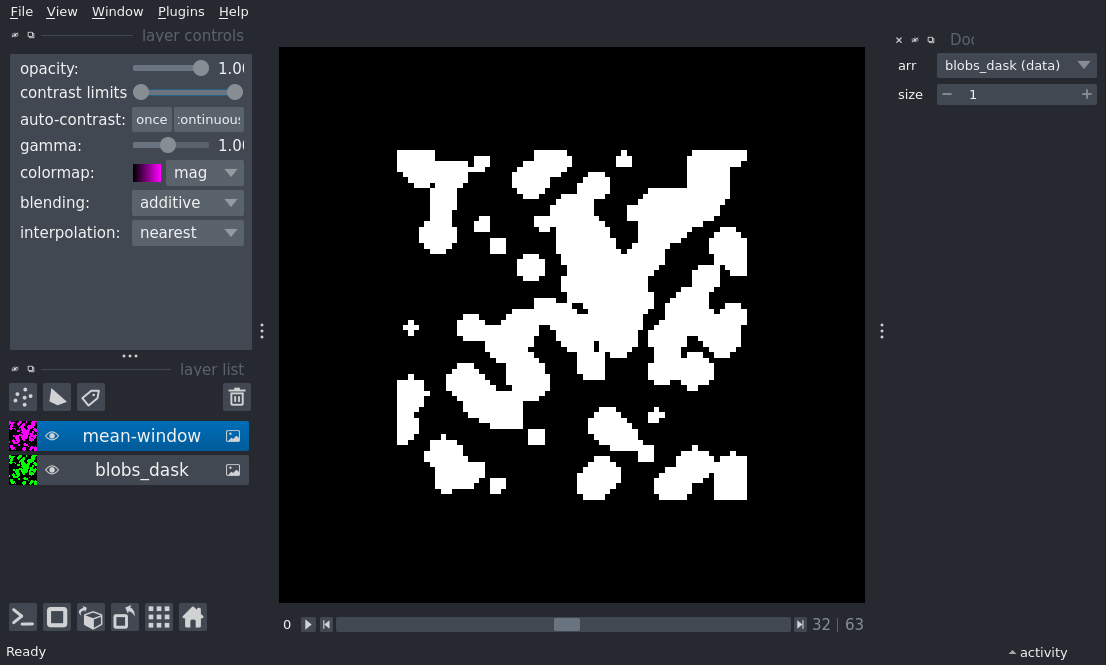 File View Window Plugins Help
layer controls
opacity: 1.00
contrast limits
auto-contrast: once continuous
gamma: 1.00
colormap: mag
blending: additive
interpolation: nearest
layer list
mean-window
blobs_dask
0 32 | 63
Doc
arr blobs_dask (data)
size 1
Ready
activity